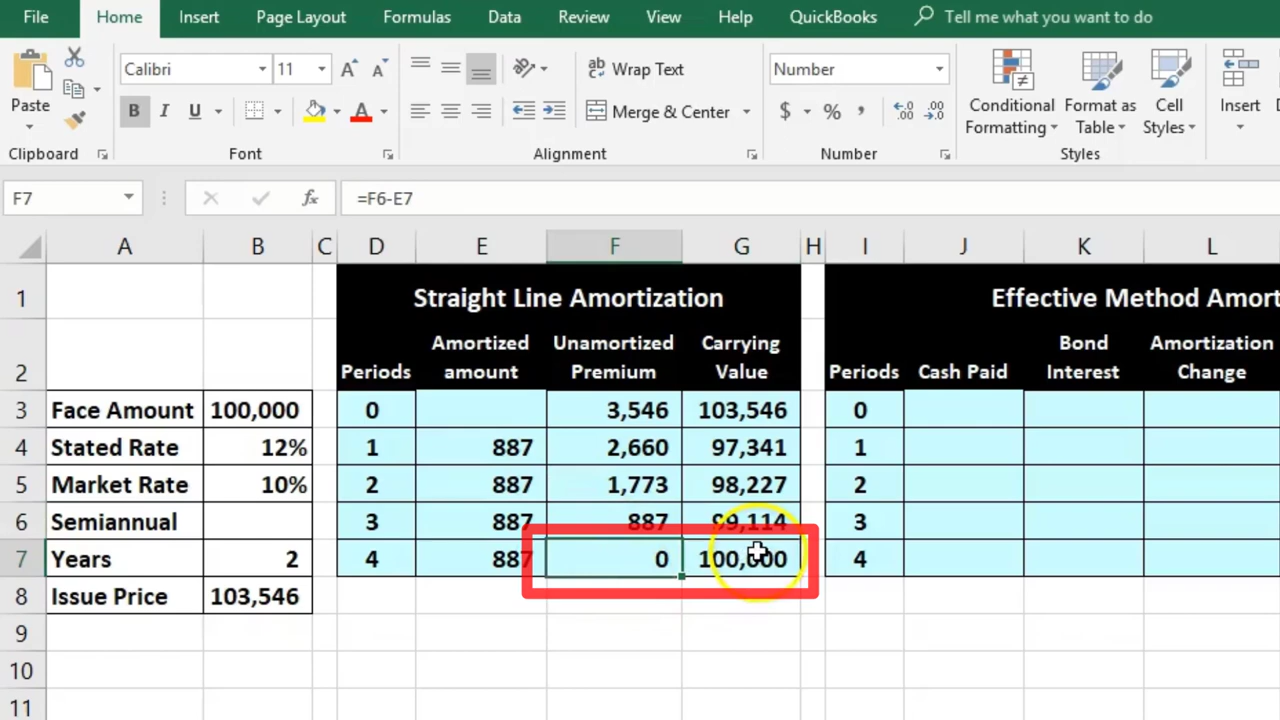 File Home Insert Page Layout Formulas Data Review View Help QuickBooks Tell me what you want to do
Calibri 11 A A ab Wrap Text Number
Paste B I U A Merge & Center $ % , .0 .00 .00 .0 Conditional Formatting Format as Table Cell Styles Insert
Clipboard Font Alignment Number Styles
F7 fx =F6-E7
A B C D E F G H I J K L
1 Straight Line Amortization Effective Method Amort
Amortized Unamortized Carrying Bond Amortization
2 Periods amount Premium Value Periods Cash Paid Interest Change
3 Face Amount 100,000 0 3,546 103,546 0
4 Stated Rate 12% 1 887 2,660 97,341 1
5 Market Rate 10% 2 887 1,773 98,227 2
6 Semiannual 3 887 887 99,114 3
7 Years 2 4 887 0 100,000 4
8 Issue Price 103,546
9
10
11